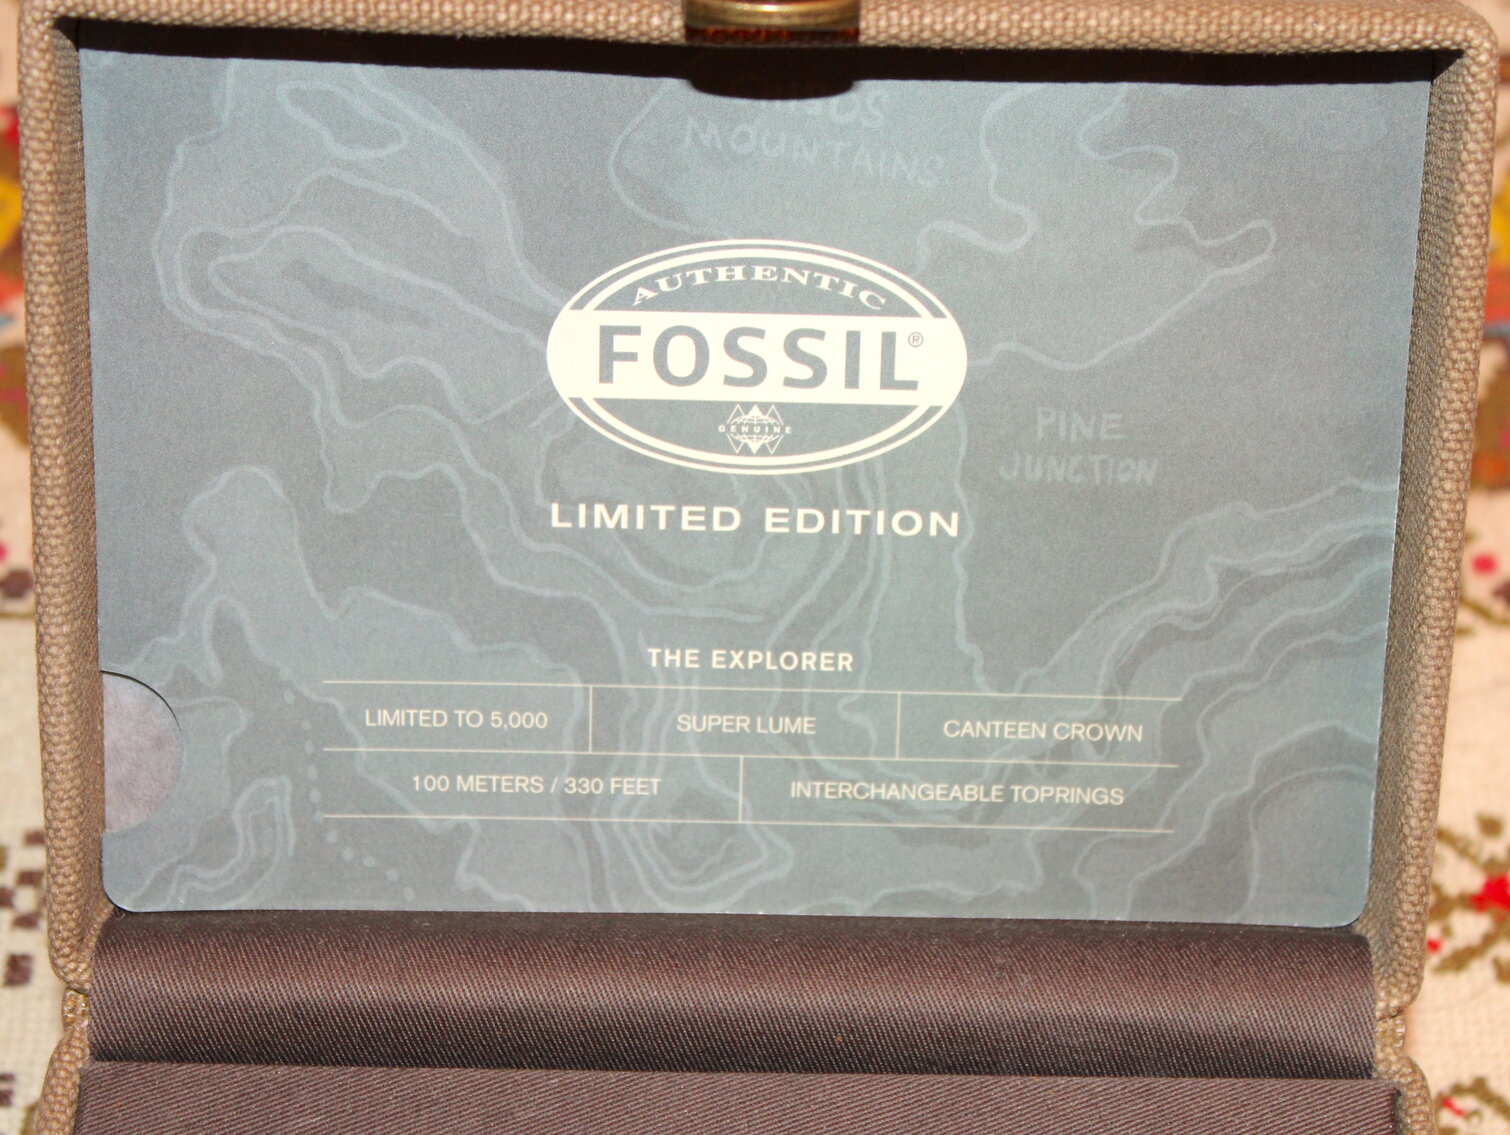 MOUNTAINS
AUTHENTIC
FOSSIL®
GENUINE
PINE
JUNCTION
LIMITED EDITION
THE EXPLORER
LIMITED TO 5,000 SUPER LUME CANTEEN CROWN
100 METERS / 330 FEET INTERCHANGEABLE TOPRINGS